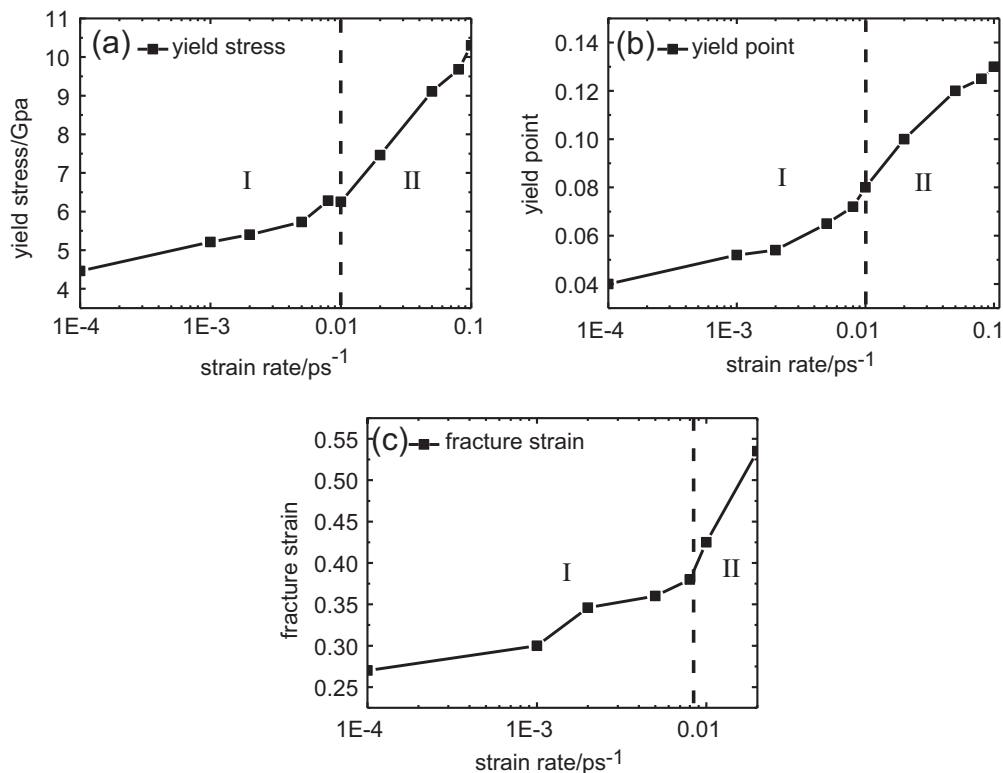 (a)
yield stress
11
10
9
8
7
6
5
4
I
II
yield stress/Gpa
1E-4
1E-3
0.01
0.1
strain rate/ps-1
(b)
yield point
0.14
0.12
0.10
0.08
0.06
0.04
I
II
yield point
1E-4
1E-3
0.01
0.1
strain rate/ps-1
(c)
fracture strain
0.55
0.50
0.45
0.40
0.35
0.30
0.25
I
II
fracture strain
1E-4
1E-3
0.01
strain rate/ps-1